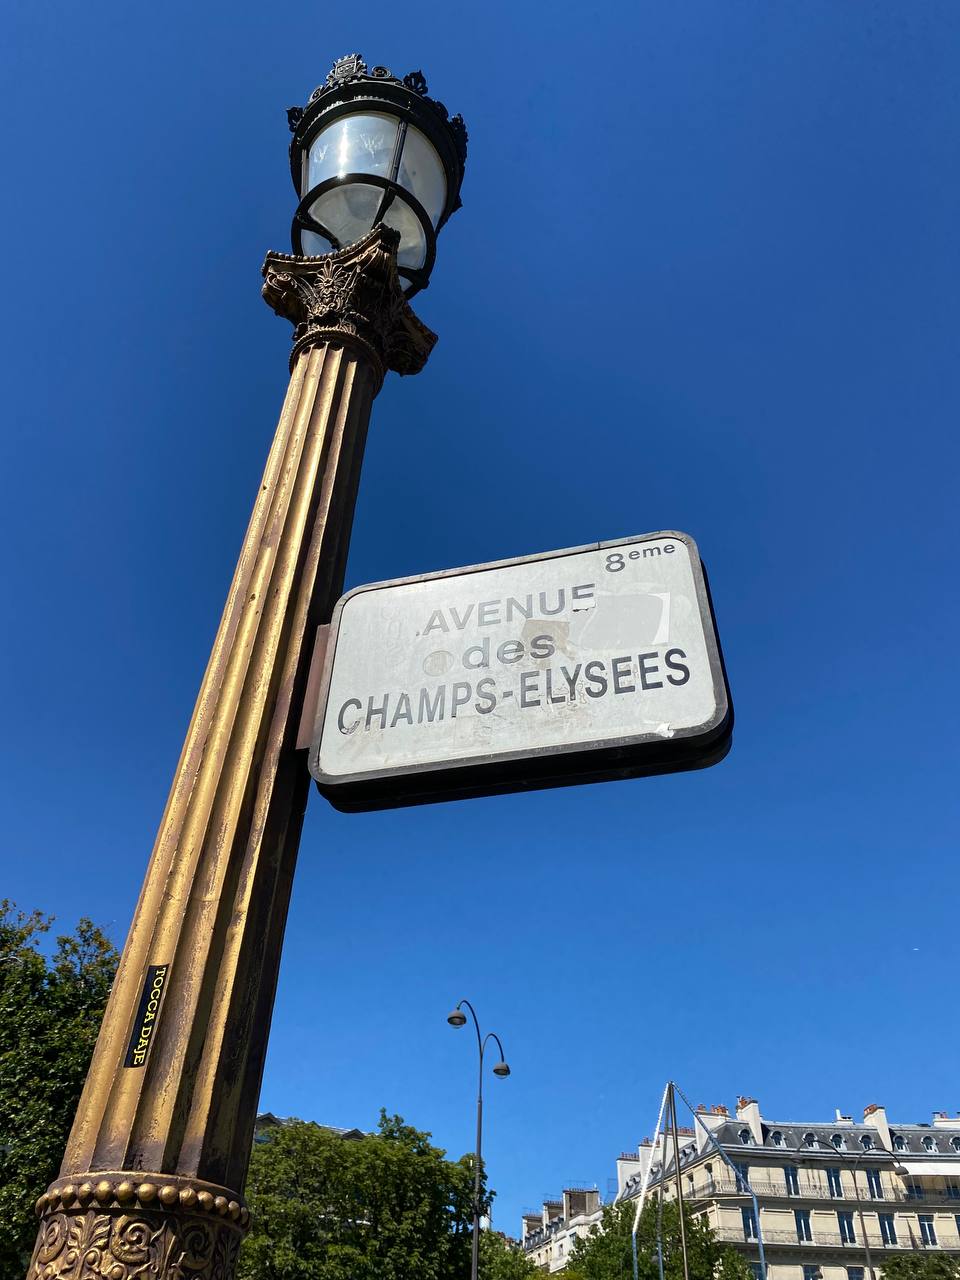 8eme
AVENUE
des
CHAMPS-ELYSEES
TOCCA DAJE